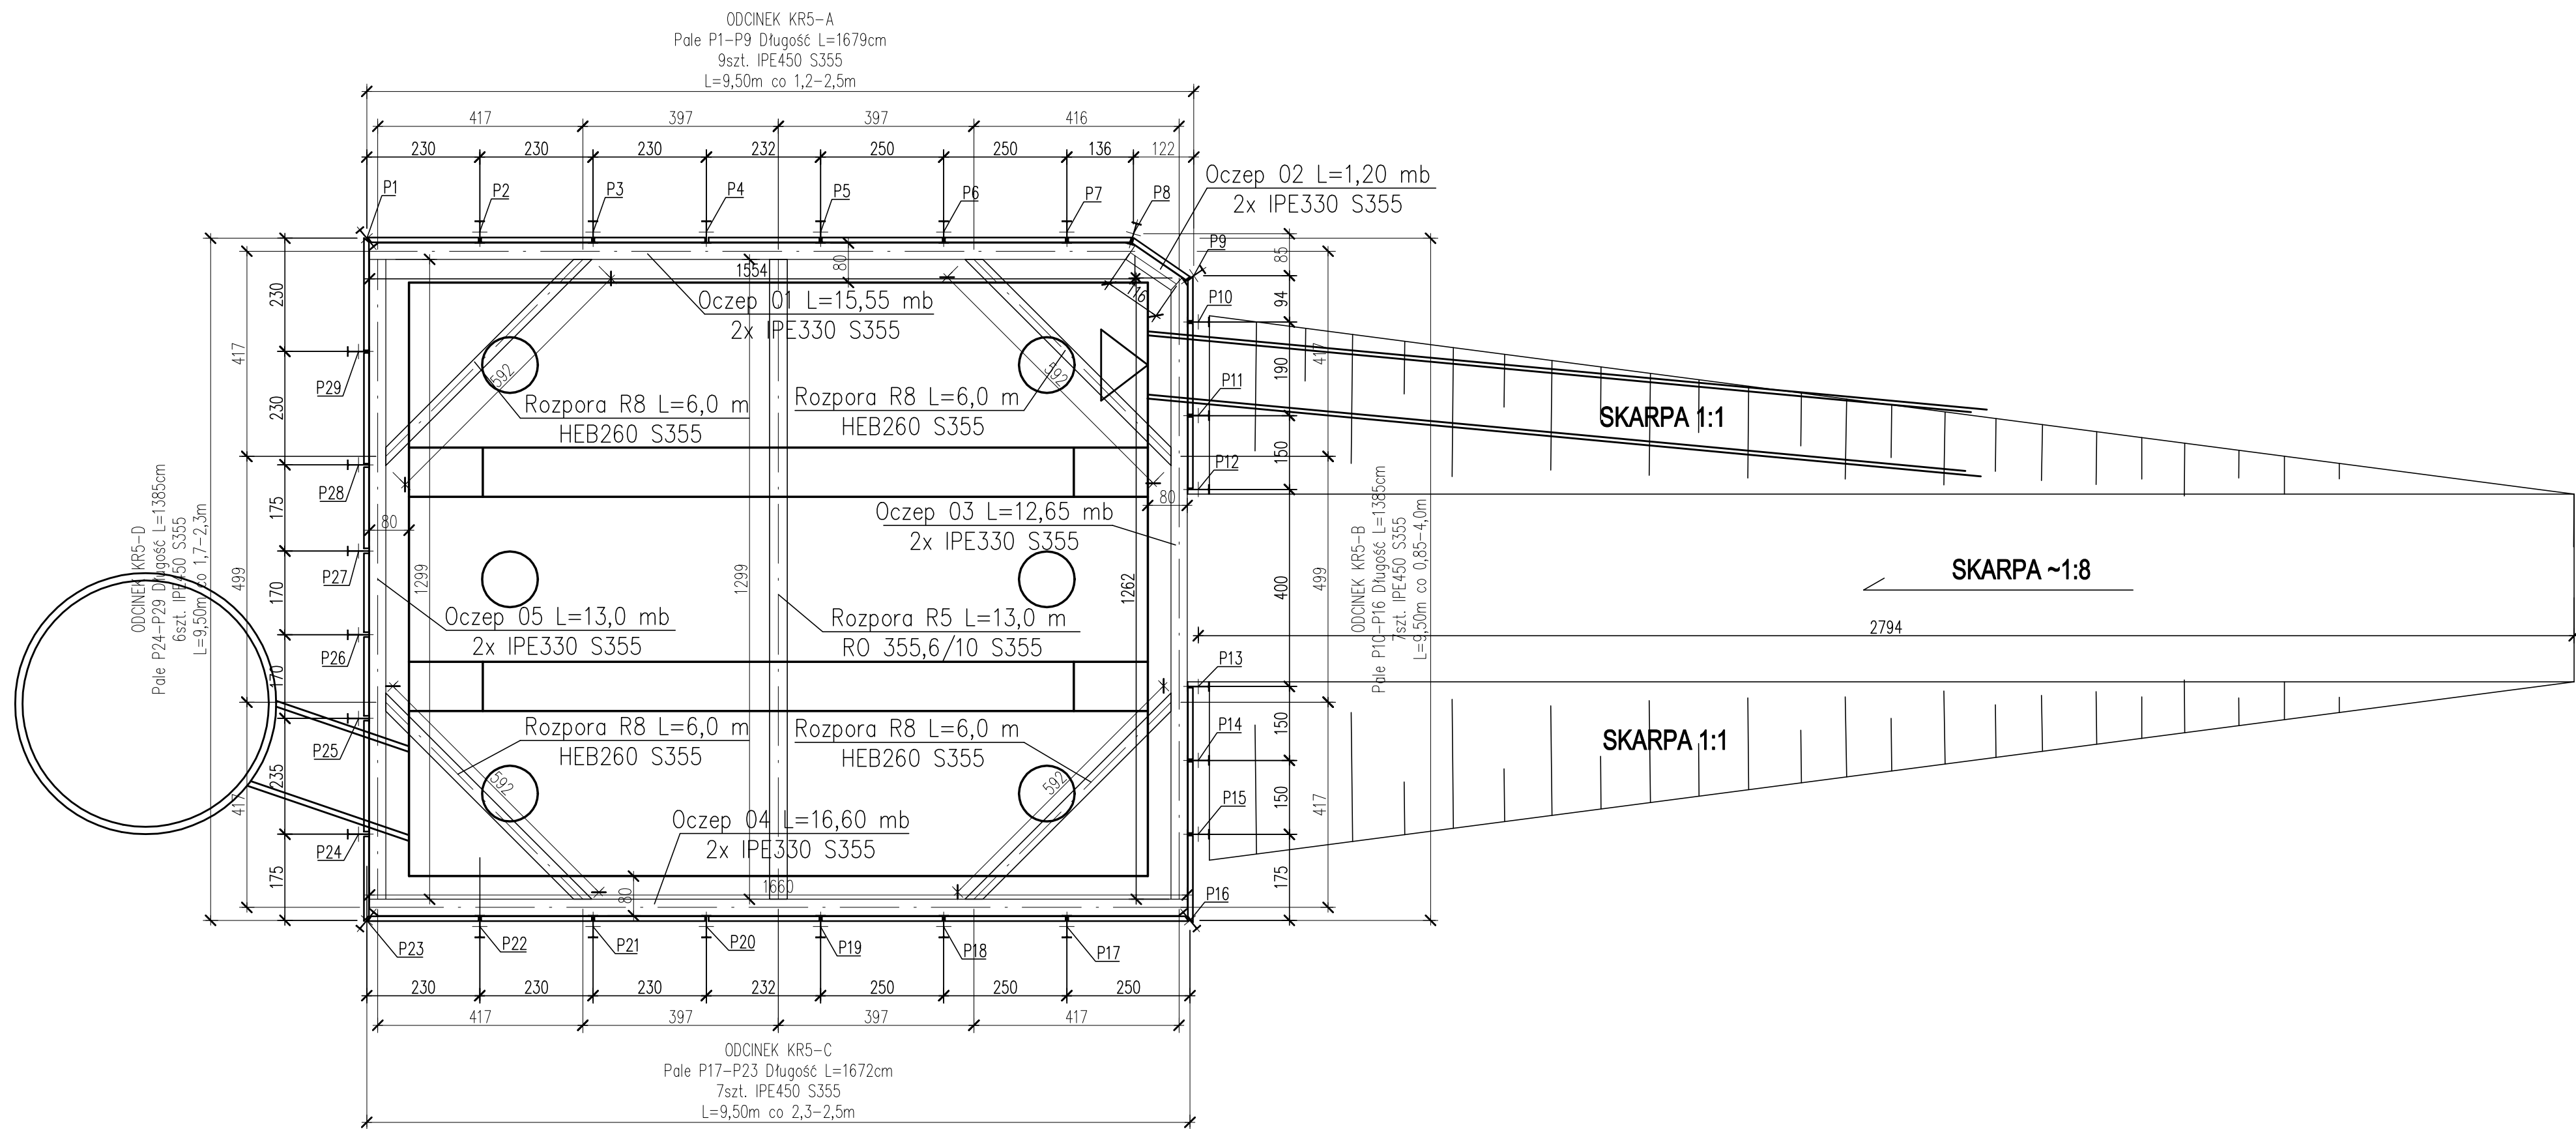 ODCINEK KR5-A
Pale P1-P9 Długość L=1679cm
9szt. IPE450 S355
L=9,50m co 1,2-2,5m
417 397 397 416
230 230 230 232 250 250 136 122
P1 P2 P3 P4 P5 P6 P7 P8
Oczep 02 L=1,20 mb
2x IPE330 S355
P9
85
1554
80
116
94
P10
230
Oczep 01 L=15,55 mb
2x IPE330 S355
417
417
190
592
592
P29
P11
Rozpora R8 L=6,0 m
HEB260 S355
Rozpora R8 L=6,0 m
HEB260 S355
SKARPA 1:1
230
150
P28
P12
80
175
80
Oczep 03 L=12,65 mb
2x IPE330 S355
ODCINEK KR5-D
Pale P24-P29 Długość L=1385cm
6szt. IPE450 S355
L=9,50m co 1,7-2,3m
ODCINEK KR5-B
Pale P10-P16 Długość L=1385cm
7szt. IPE450 S355
L=9,50m co 0,85-4,0m
P27
499
1299
1299
1262
400
499
SKARPA ~1:8
170
Oczep 05 L=13,0 mb
2x IPE330 S355
Rozpora R5 L=13,0 m
RO 355,6/10 S355
2794
P26
170
P13
P25
150
P14
Rozpora R8 L=6,0 m
HEB260 S355
Rozpora R8 L=6,0 m
HEB260 S355
SKARPA 1:1
235
592
592
417
417
150
P15
Oczep 04 L=16,60 mb
2x IPE330 S355
P24
175
80
1660
175
P16
P23 P22 P21 P20 P19 P18 P17
230 230 230 232 250 250 250
417 397 397 417
ODCINEK KR5-C
Pale P17-P23 Długość L=1672cm
7szt. IPE450 S355
L=9,50m co 2,3-2,5m